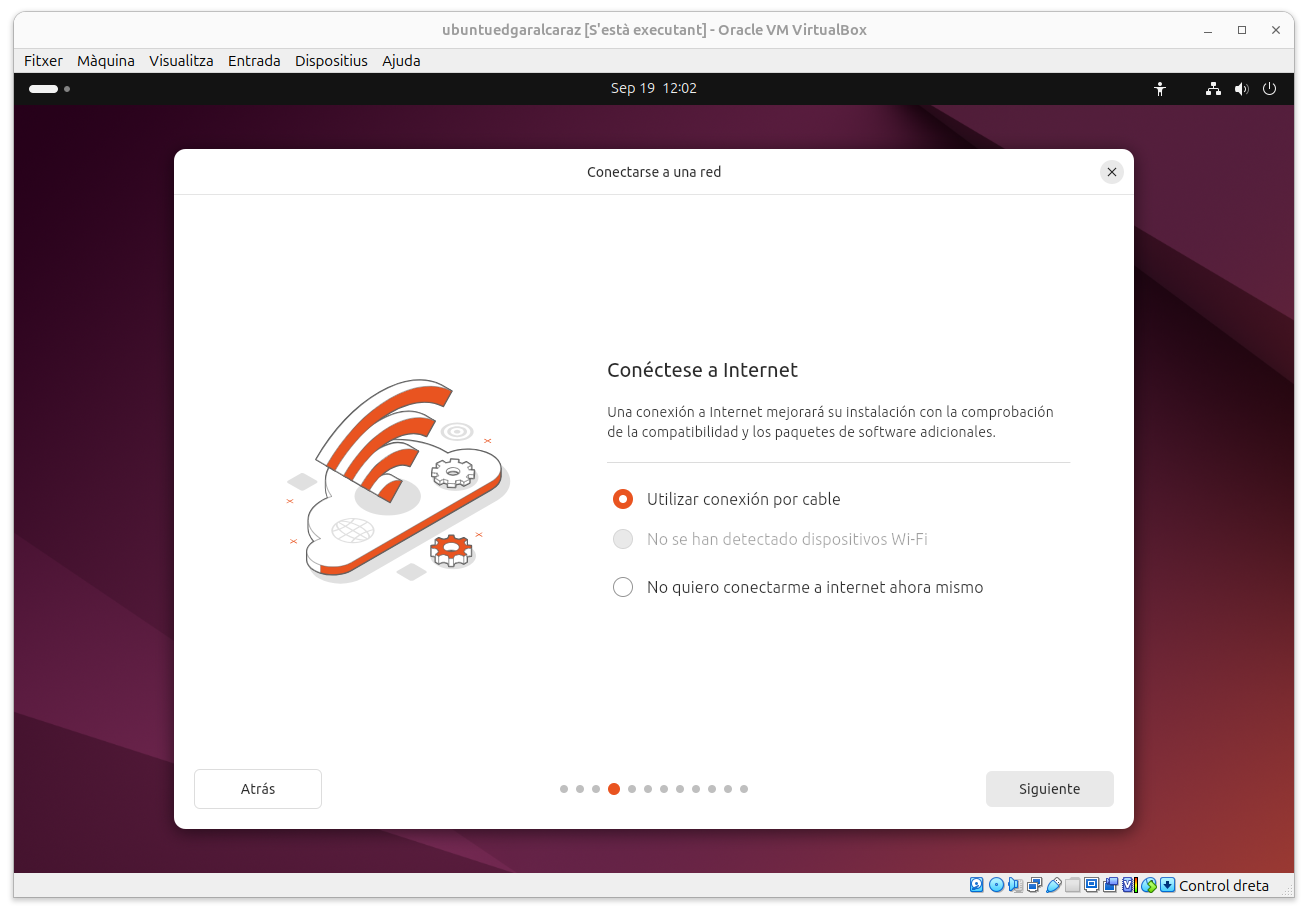 ubuntuedgaralcaraz [S'està executant] - Oracle VM VirtualBox
Fitxer Màquina Visualitza Entrada Dispositius Ajuda
Sep 19 12:02
Conectarse a una red
Conéctese a Internet
Una conexión a Internet mejorará su instalación con la comprobación
de la compatibilidad y los paquetes de software adicionales.
Utilizar conexión por cable
No se han detectado dispositivos Wi-Fi
No quiero conectarme a internet ahora mismo
Atrás
Siguiente
Control dreta